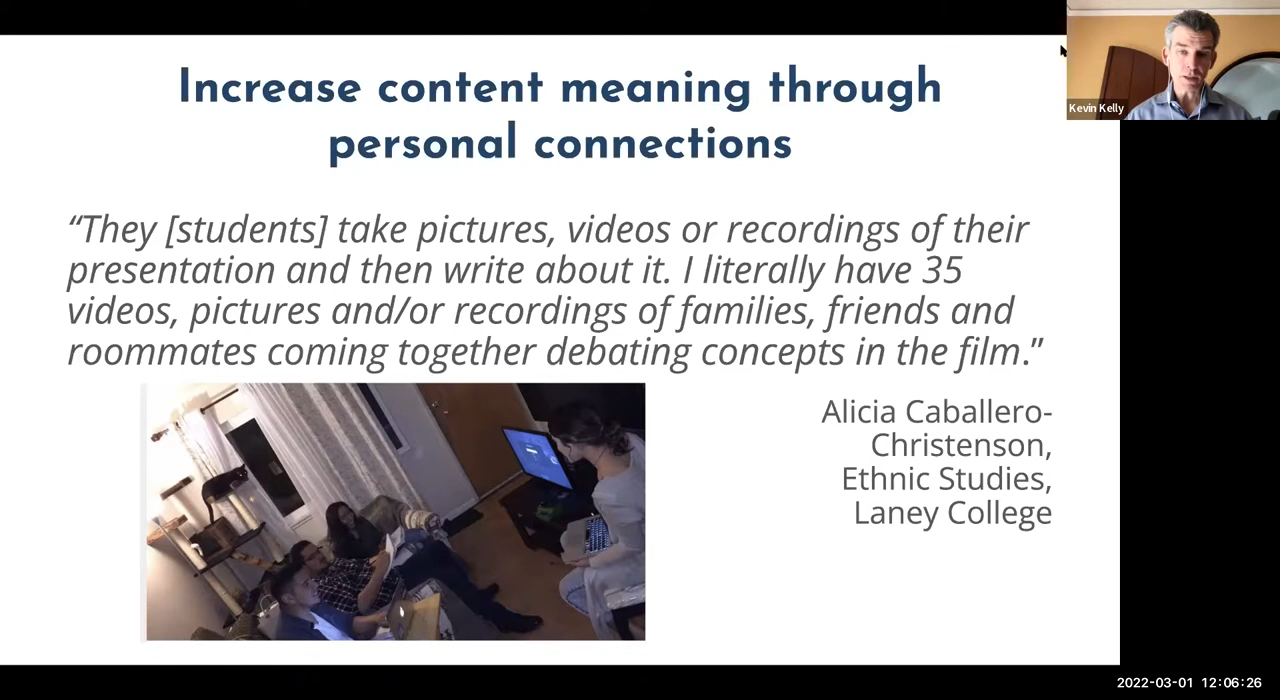 Increase content meaning through
personal connections
Kevin Kelly
“They [students] take pictures, videos or recordings of their
presentation and then write about it. I literally have 35
videos, pictures and/or recordings of families, friends and
roommates coming together debating concepts in the film.”
Alicia Caballero-
Christenson,
Ethnic Studies,
Laney College
2022-03-01 12:06:26